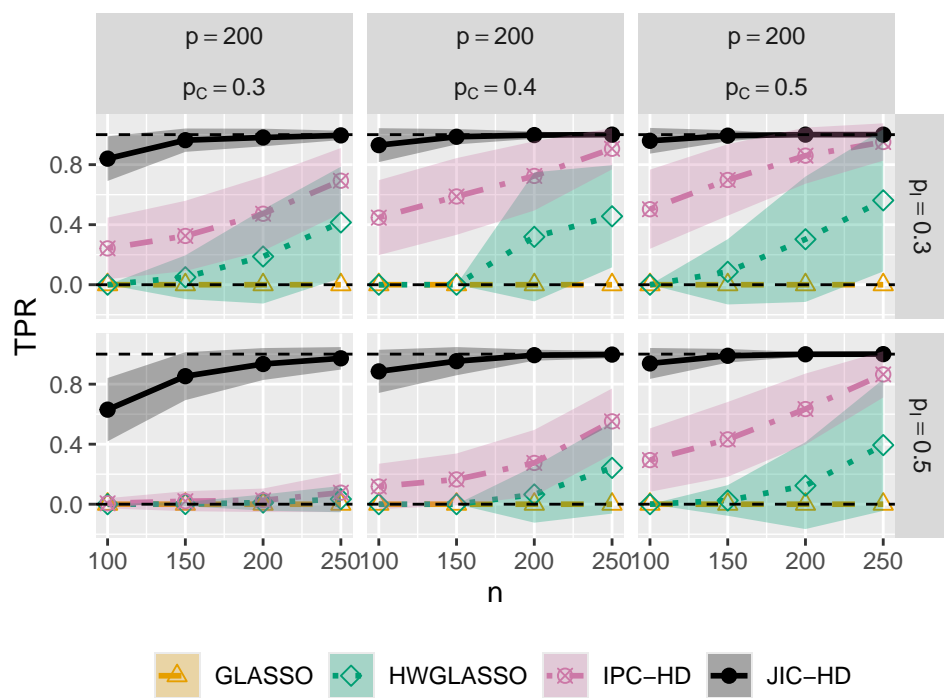 p = 200 p = 200 p = 200
p_C = 0.3 p_C = 0.4 p_C = 0.5
0.8
0.4
0.0
p_I = 0.3
TPR
0.8
0.4
0.0
p_I = 0.5
100 150 200 250 100 150 200 250 100 150 200 250
n
GLASSO HWGLASSO IPC−HD JIC−HD